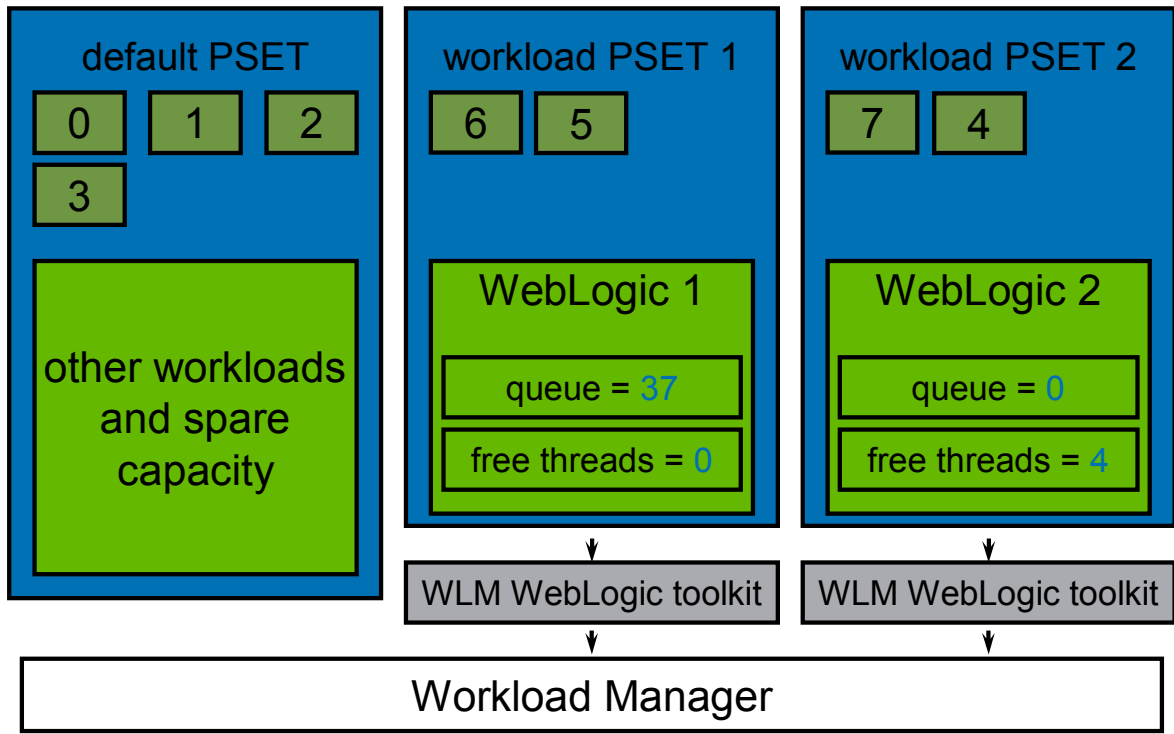 default PSET
0 1 2
3
other workloads
and spare
capacity
workload PSET 1
6 5
WebLogic 1
queue = 37
free threads = 0
WLM WebLogic toolkit
workload PSET 2
7 4
WebLogic 2
queue = 0
free threads = 4
WLM WebLogic toolkit
Workload Manager